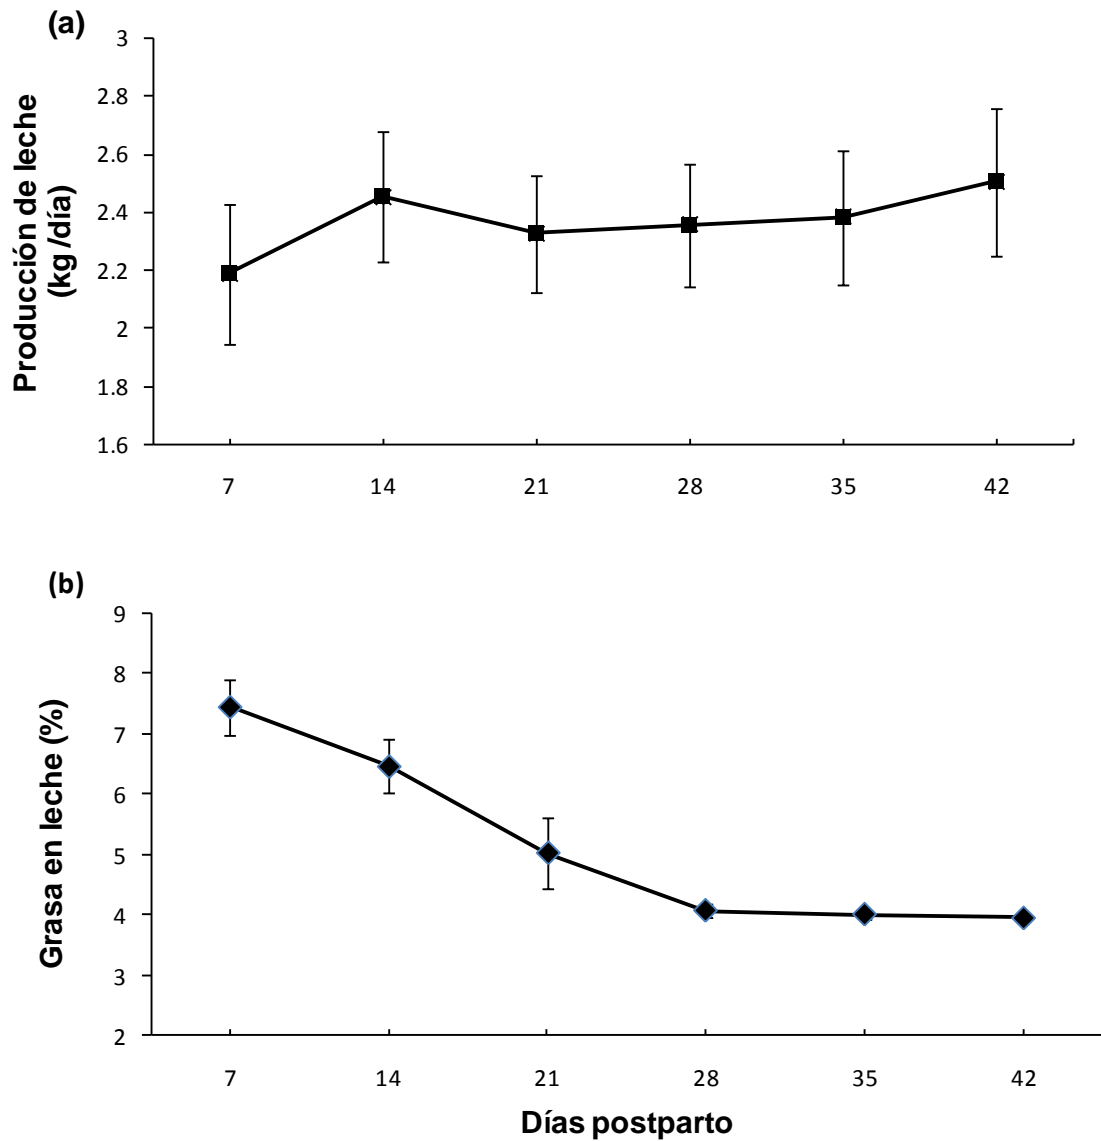 (a)
Producción de leche
(kg /día)
3
2.8
2.6
2.4
2.2
2
1.8
1.6
7 14 21 28 35 42
(b)
Grasa en leche (%)
9
8
7
6
5
4
3
2
7 14 21 28 35 42
Días postparto